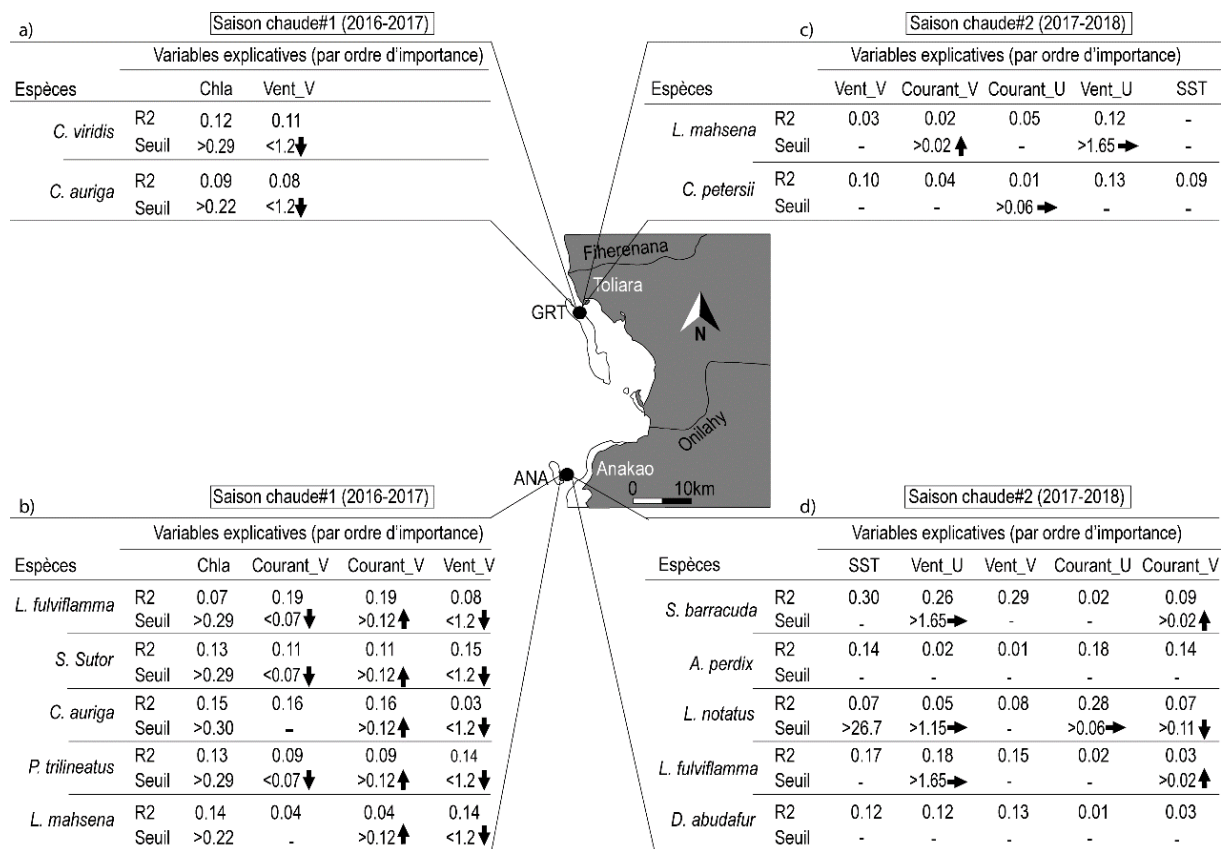 a)
Saison chaude#1 (2016-2017)
Variables explicatives (par ordre d'importance)
Espèces Chla Vent_V
C. viridis R2 0.12 0.11
Seuil >0.29 <1.2
C. auriga R2 0.09 0.08
Seuil >0.22 <1.2
c)
Saison chaude#2 (2017-2018)
Variables explicatives (par ordre d'importance)
Espèces Vent_V Courant_V Courant_U Vent_U SST
L. mahsena R2 0.03 0.02 0.05 0.12 -
Seuil - >0.02 - >1.65 -
C. petersii R2 0.10 0.04 0.01 0.13 0.09
Seuil - - >0.06 - -
Fiherenana
Toliara
GRT
N
Onilahy
ANA
Anakao
0 10km
b)
Saison chaude#1 (2016-2017)
Variables explicatives (par ordre d'importance)
Espèces Chla Courant_V Courant_V Vent_V
L. fulviflamma R2 0.07 0.19 0.19 0.08
Seuil >0.29 <0.07 >0.12 <1.2
S. Sutor R2 0.13 0.11 0.11 0.15
Seuil >0.29 <0.07 >0.12 <1.2
C. auriga R2 0.15 0.16 0.16 0.03
Seuil >0.30 - >0.12 <1.2
P. trilineatus R2 0.13 0.09 0.09 0.14
Seuil >0.29 <0.07 >0.12 <1.2
L. mahsena R2 0.14 0.04 0.04 0.14
Seuil >0.22 - >0.12 <1.2
d)
Saison chaude#2 (2017-2018)
Variables explicatives (par ordre d'importance)
Espèces SST Vent_U Vent_V Courant_U Courant_V
S. barracuda R2 0.30 0.26 0.29 0.02 0.09
Seuil - >1.65 - - >0.02
A. perdix R2 0.14 0.02 0.01 0.18 0.14
Seuil - - - - -
L. notatus R2 0.07 0.05 0.08 0.28 0.07
Seuil >26.7 >1.15 - >0.06 >0.11
L. fulviflamma R2 0.17 0.18 0.15 0.02 0.03
Seuil - >1.65 - - >0.02
D. abudafur R2 0.12 0.12 0.13 0.01 0.03
Seuil - - - - -